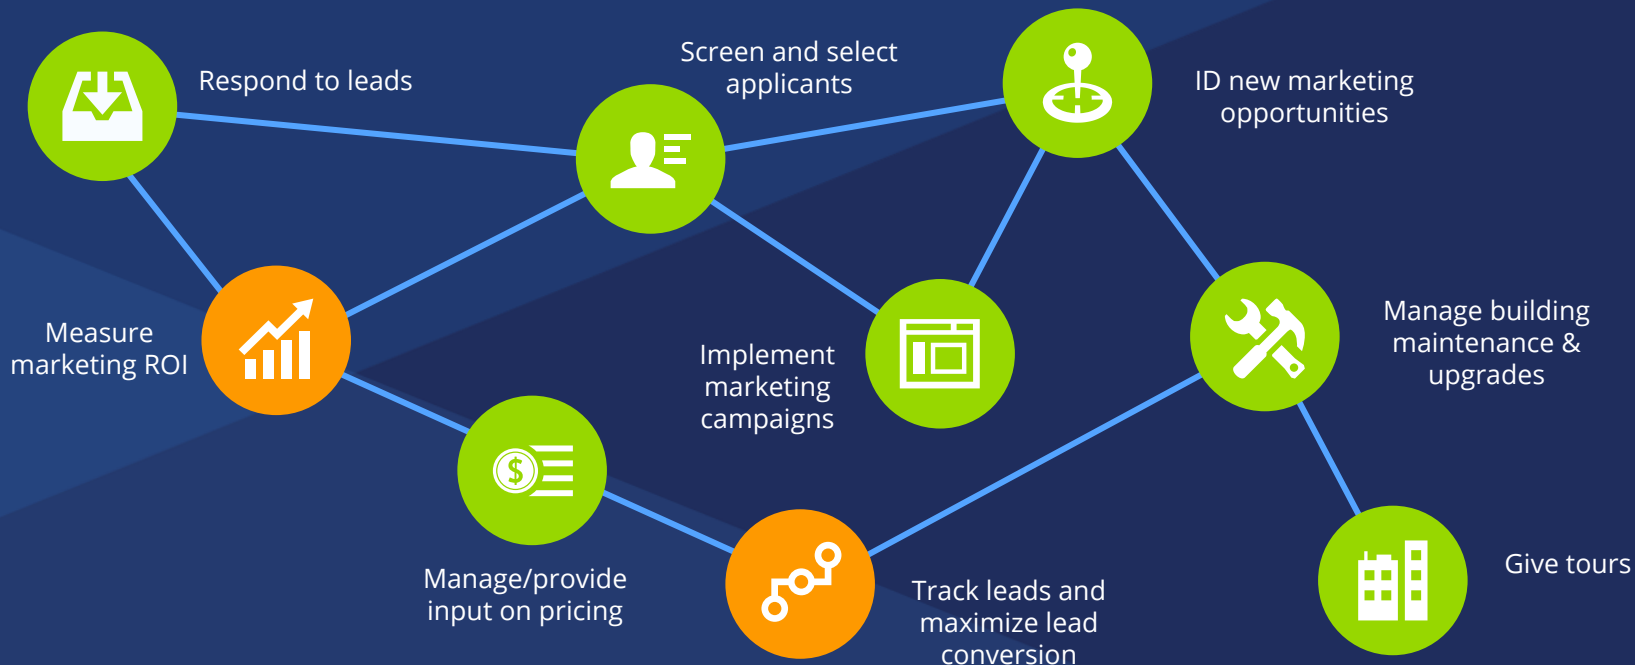 Respond to leads
Screen and select
applicants
ID new marketing
opportunities
Measure
marketing ROI
Implement
marketing
campaigns
Manage building
maintenance &
upgrades
$
Manage/provide
input on pricing
Track leads and
maximize lead
conversion
Give tours